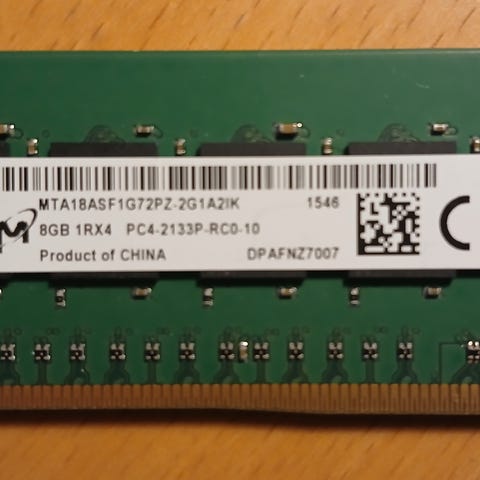 MTA18ASF1G72PZ-2G1A2IK 1546
8GB 1RX4 PC4-2133P-RC0-10
Product of CHINA DPAFNZ7007